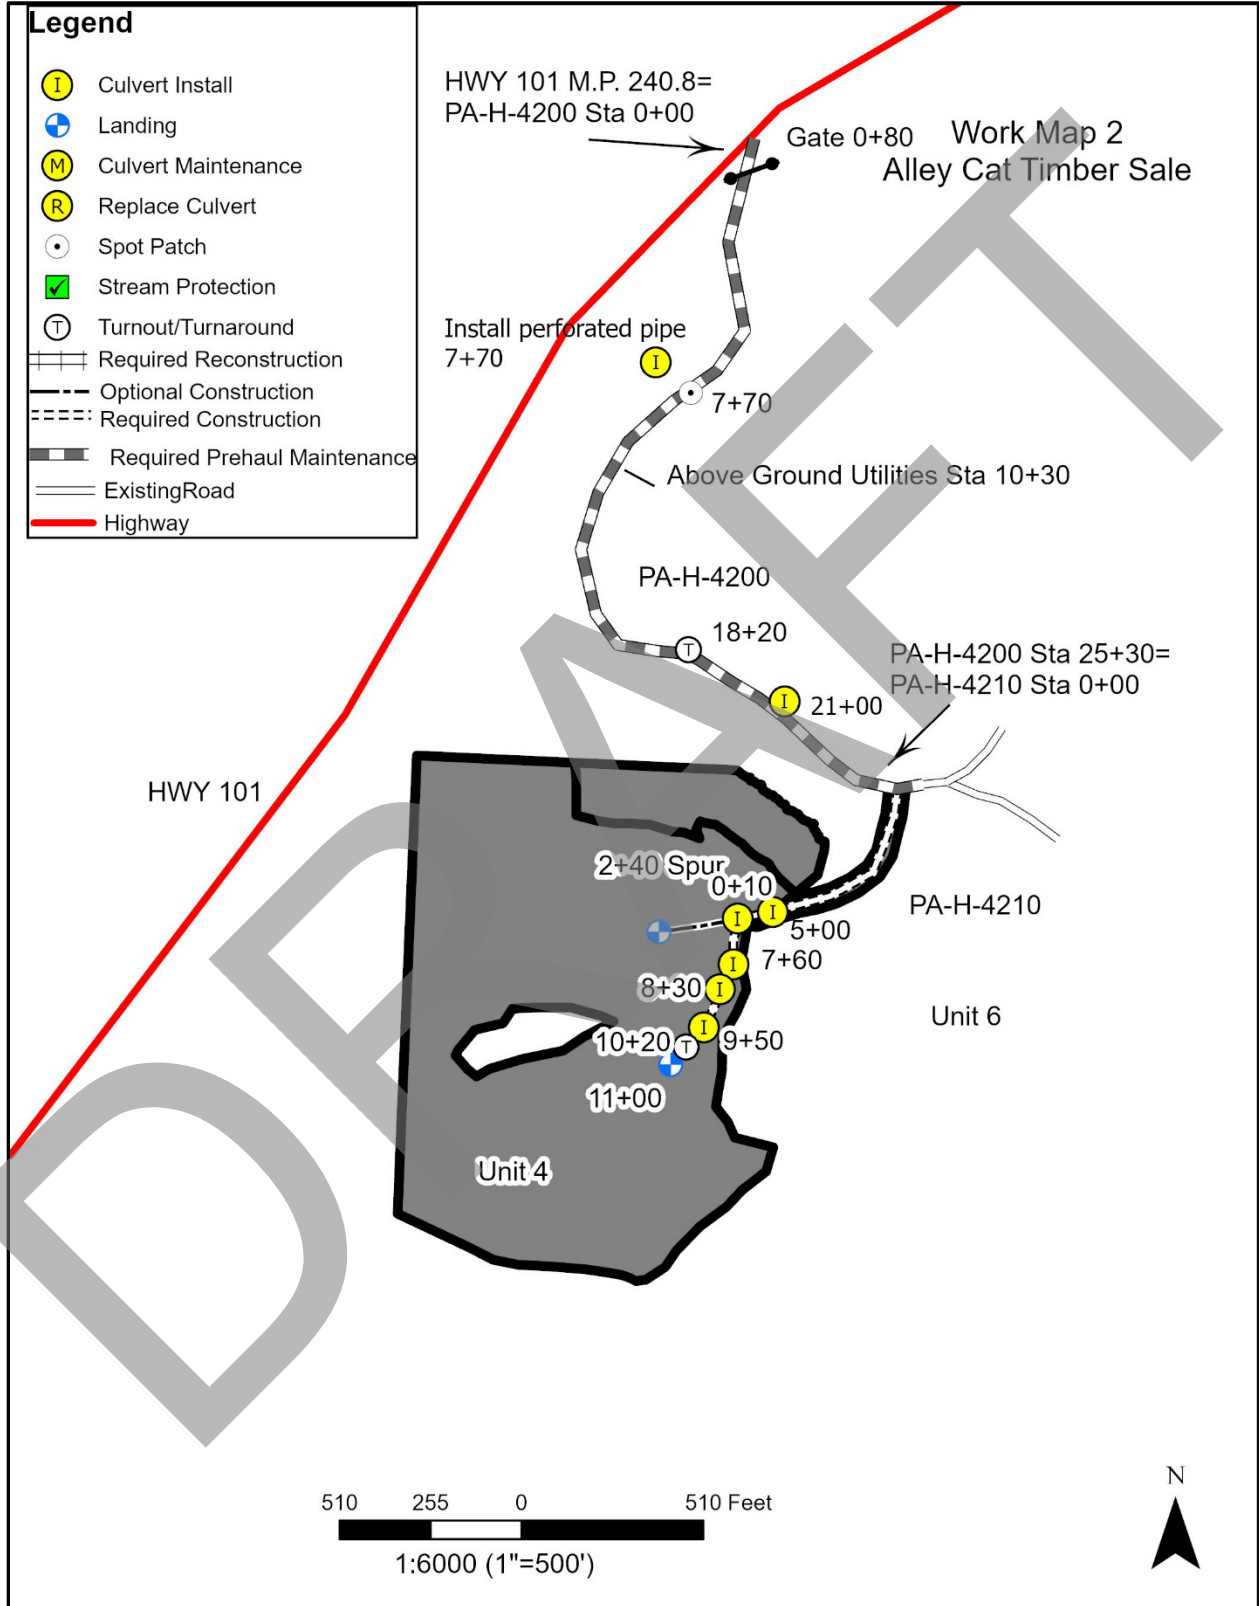 Legend
I Culvert Install
Landing
M Culvert Maintenance
R Replace Culvert
Spot Patch
Stream Protection
T Turnout/Turnaround
Required Reconstruction
Optional Construction
Required Construction
Required Prehaul Maintenance
ExistingRoad
Highway
HWY 101 M.P. 240.8=
PA-H-4200 Sta 0+00
Gate 0+80
Work Map 2
Alley Cat Timber Sale
Install perforated pipe
7+70
I
7+70
Above Ground Utilities Sta 10+30
PA-H-4200
18+20
T
PA-H-4200 Sta 25+30=
PA-H-4210 Sta 0+00
I
21+00
HWY 101
2+40 Spur
0+10
I
I
5+00
PA-H-4210
I
7+60
8+30
I
Unit 6
I
9+50
10+20
T
11+00
Unit 4
DRAFT
510 255 0 510 Feet
1:6000 (1"=500')
N